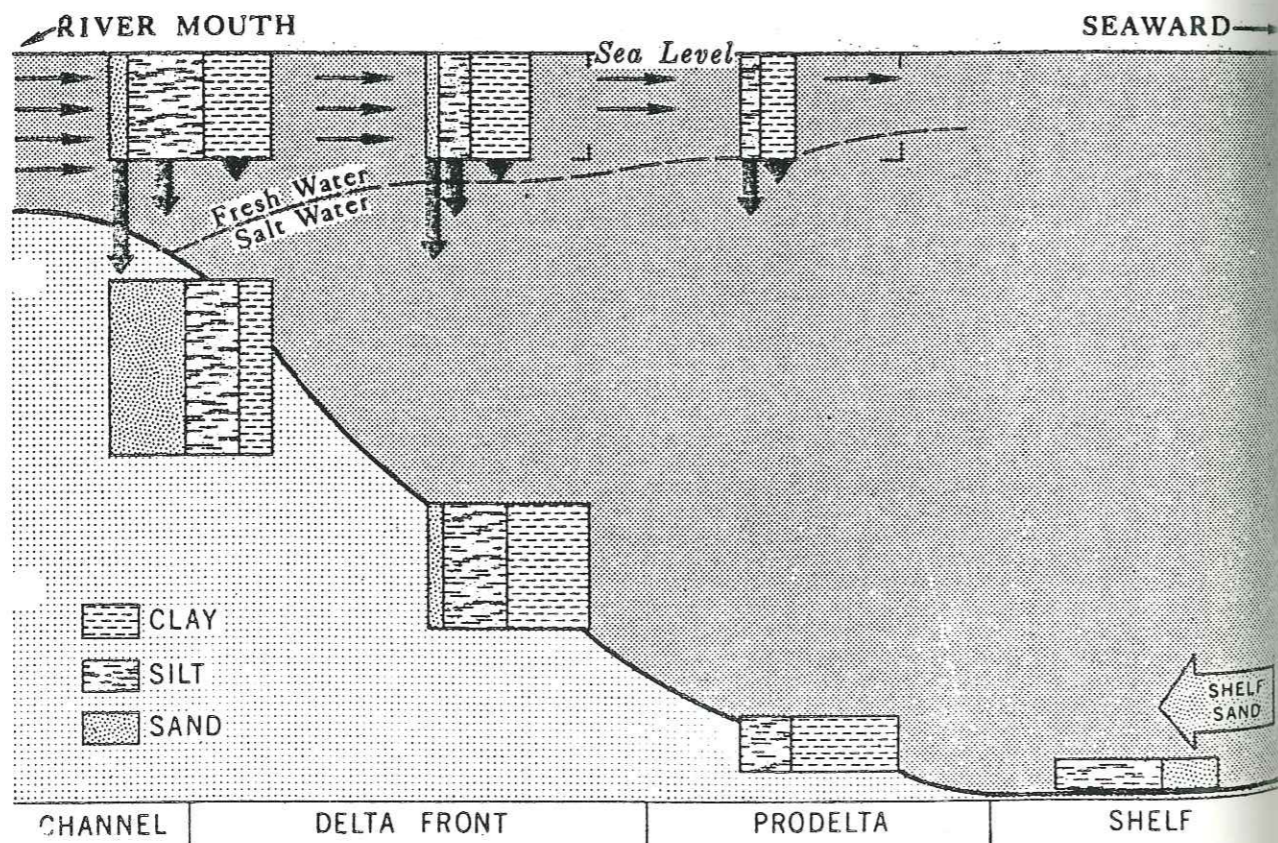 RIVER MOUTH
SEAWARD
Sea Level
Fresh Water
Salt Water
CLAY
SILT
SAND
SHELF
SAND
CHANNEL
DELTA FRONT
PRODELTA
SHELF